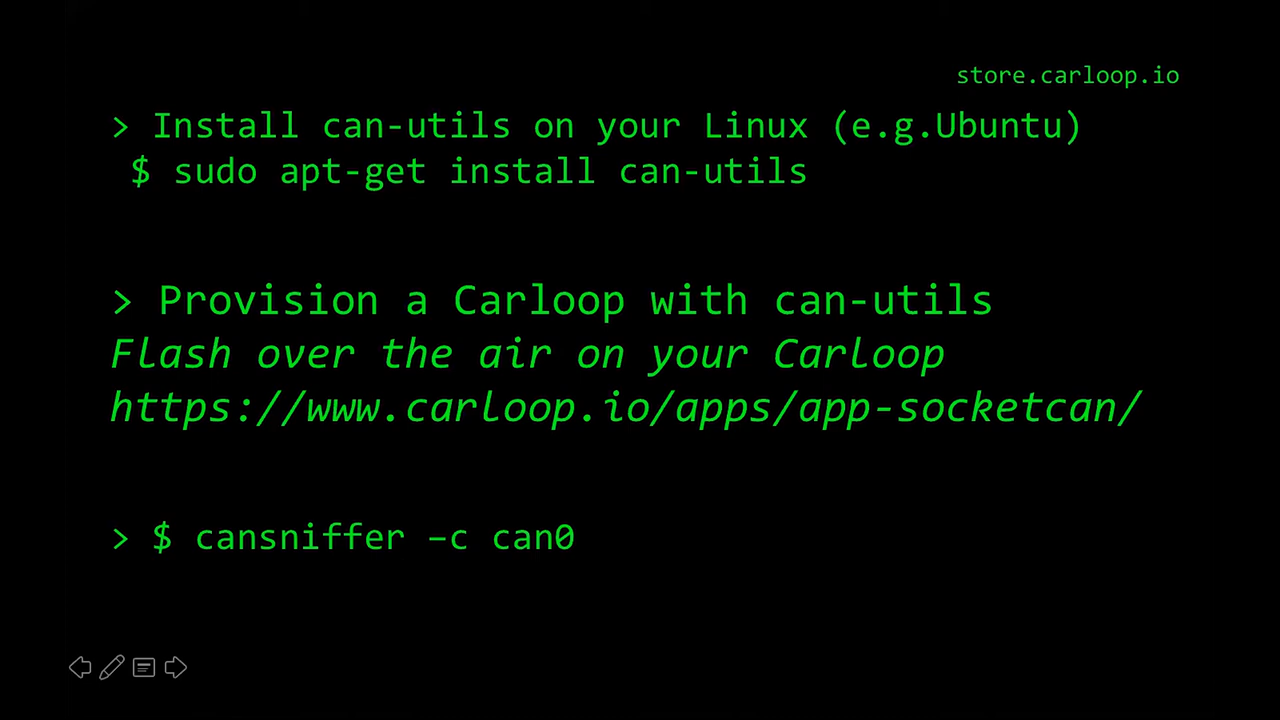 store.carloop.io
> Install can-utils on your Linux (e.g.Ubuntu)
$ sudo apt-get install can-utils
> Provision a Carloop with can-utils
Flash over the air on your Carloop
https://www.carloop.io/apps/app-socketcan/
> $ cansniffer –c can0